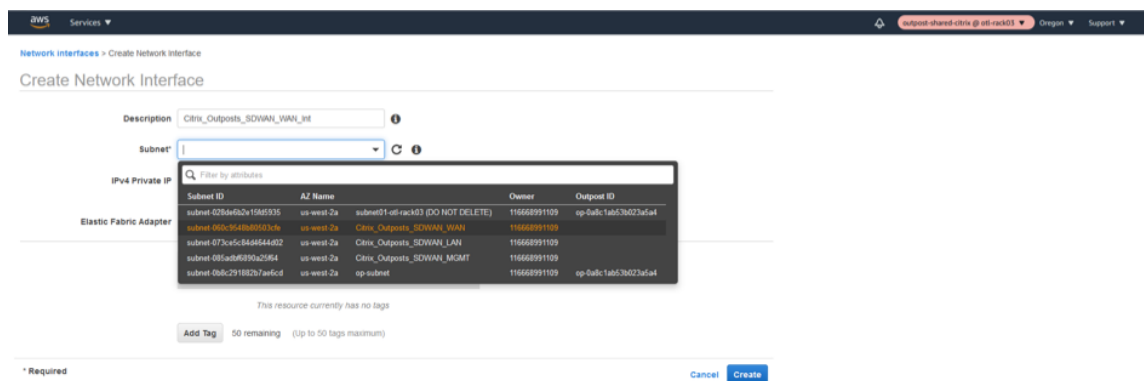 aws Services ▼ outpost-shared-citrix @ otl-rack03 ▼ Oregon ▼ Support ▼
Network interfaces > Create Network Interface
Create Network Interface
Description Citrix_Outposts_SDWAN_WAN_Int
Subnet*
Filter by attributes
IPv4 Private IP
Subnet ID AZ Name Owner Outpost ID
subnet-028de6b2e15fd5935 us-west-2a subnet01-otl-rack03 (DO NOT DELETE) 116668991109 op-0a8c1ab53b023a5a4
Elastic Fabric Adapter
subnet-060c9548b80503cfe us-west-2a Citrix_Outposts_SDWAN_WAN 116668991109
subnet-073ce5c84d4644d02 us-west-2a Citrix_Outposts_SDWAN_LAN 116668991109
subnet-085adbf6890a25f64 us-west-2a Citrix_Outposts_SDWAN_MGMT 116668991109
subnet-0b8c291882b7ae6cd us-west-2a op-subnet 116668991109 op-0a8c1ab53b023a5a4
This resource currently has no tags
Add Tag 50 remaining (Up to 50 tags maximum)
* Required Cancel Create